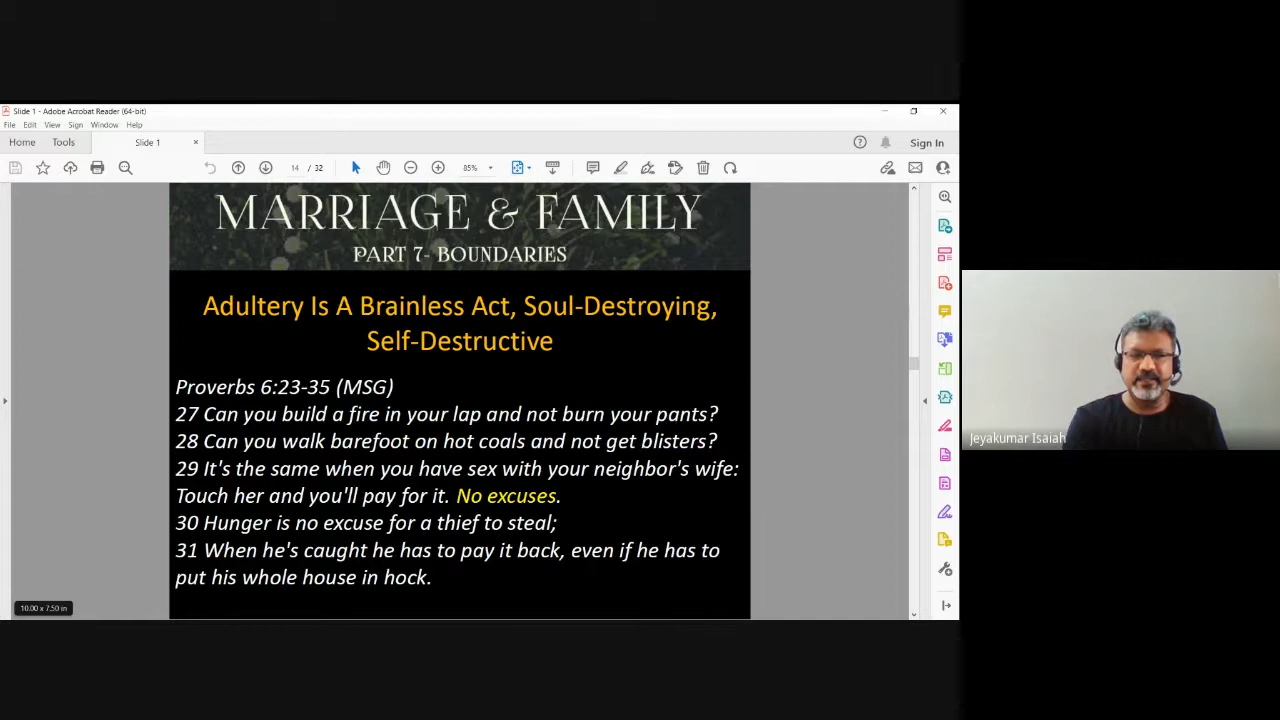 Slide 1 - Adobe Acrobat Reader (64-bit)
File Edit View Sign Window Help
Home Tools Slide 1 × Sign In
14 / 32 85%
MARRIAGE & FAMILY
PART 7- BOUNDARIES
Adultery Is A Brainless Act, Soul-Destroying,
Self-Destructive
Proverbs 6:23-35 (MSG)
27 Can you build a fire in your lap and not burn your pants?
28 Can you walk barefoot on hot coals and not get blisters?
29 It's the same when you have sex with your neighbor's wife:
Touch her and you'll pay for it. No excuses.
30 Hunger is no excuse for a thief to steal;
31 When he's caught he has to pay it back, even if he has to
put his whole house in hock.
10.00 x 7.50 in
Jeyakumar Isaiah